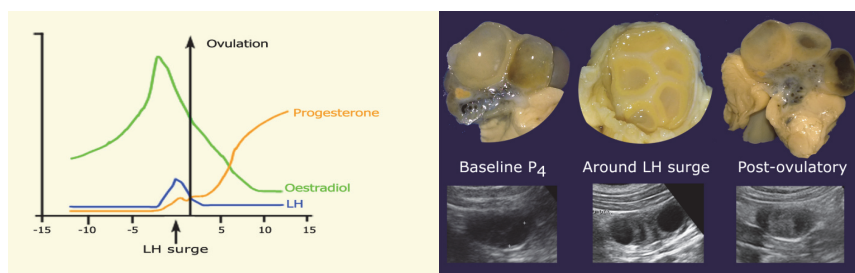 Ovulation
Progesterone
Oestradiol
LH
-15 -10 -5 0 5 10 15
LH surge
Baseline P4 Around LH surge Post-ovulatory